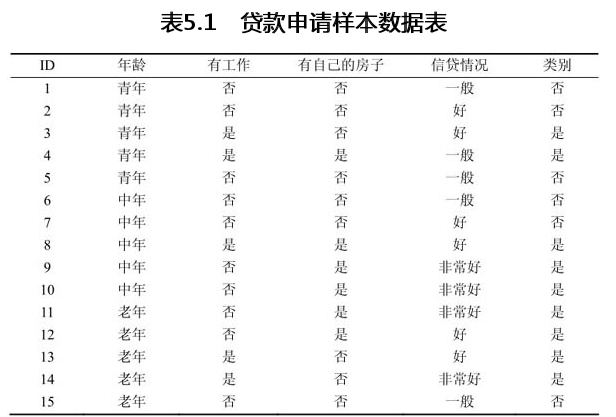 表5.1 贷款申请样本数据表
ID 年龄 有工作 有自己的房子 信贷情况 类别
1 青年 否 否 一般 否
2 青年 否 否 好 否
3 青年 是 否 好 是
4 青年 是 是 一般 是
5 青年 否 否 一般 否
6 中年 否 否 一般 否
7 中年 否 否 好 否
8 中年 是 是 好 是
9 中年 否 是 非常好 是
10 中年 否 是 非常好 是
11 老年 否 是 非常好 是
12 老年 否 是 好 是
13 老年 是 否 好 是
14 老年 是 否 非常好 是
15 老年 否 否 一般 否